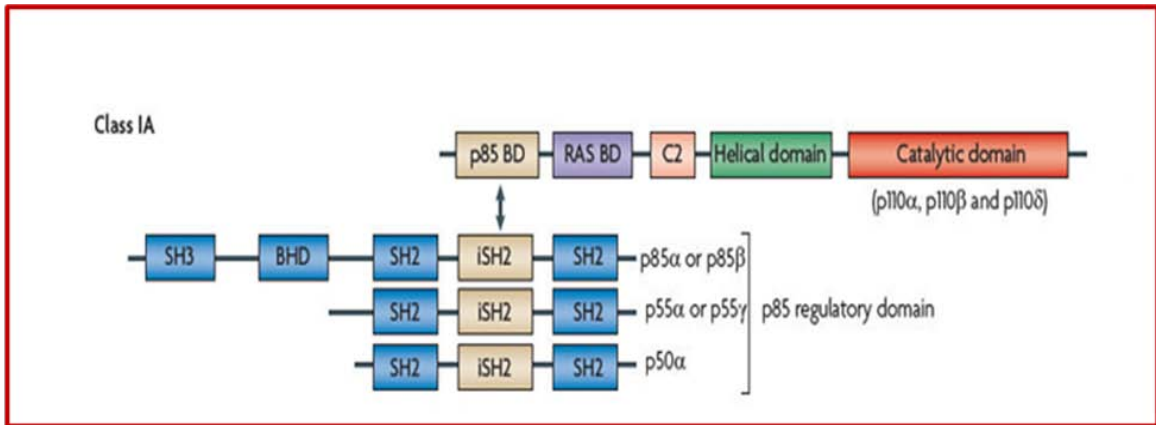 Class IA
p85 BD RAS BD C2 Helical domain Catalytic domain
(p110α, p110β and p110δ)
SH3 BHD SH2 iSH2 SH2 p85α or p85β
SH2 iSH2 SH2 p55α or p55γ p85 regulatory domain
SH2 iSH2 SH2 p50α